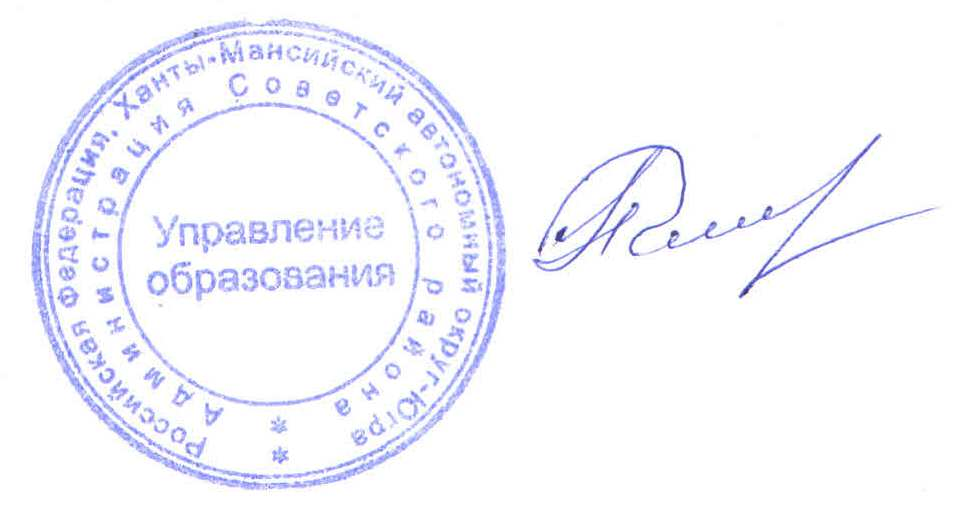 Российская Федерация, Ханты-Мансийский автономный округ-Югра
Администрация Советского района
Управление
образования